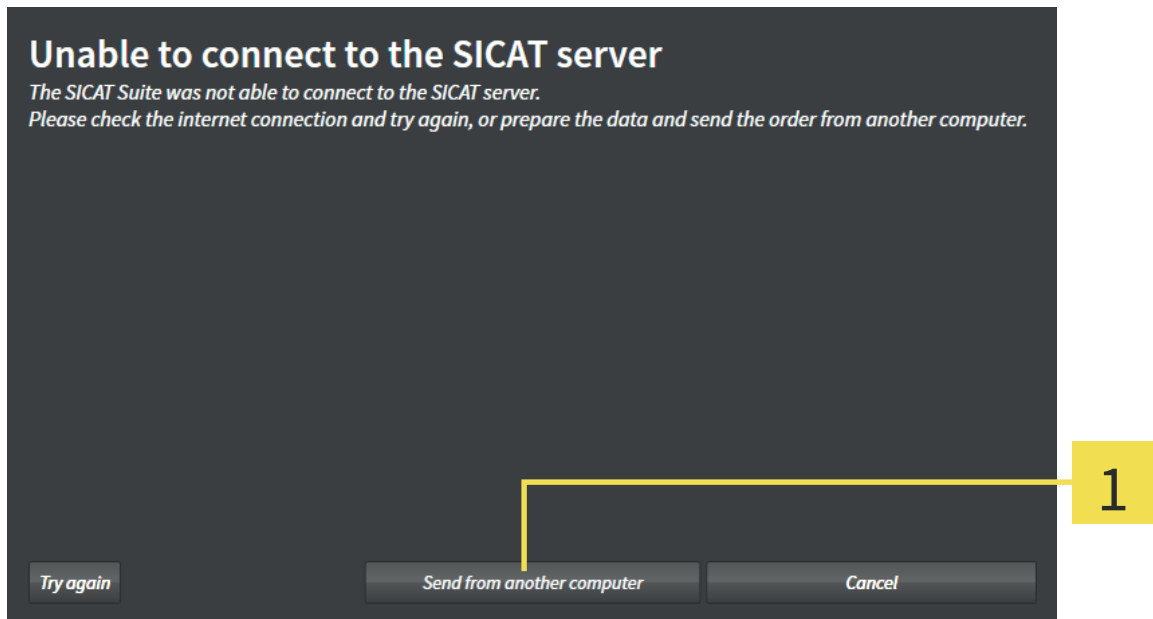 Unable to connect to the SICAT server
The SICAT Suite was not able to connect to the SICAT server.
Please check the internet connection and try again, or prepare the data and send the order from another computer.
1
Try again
Send from another computer
Cancel